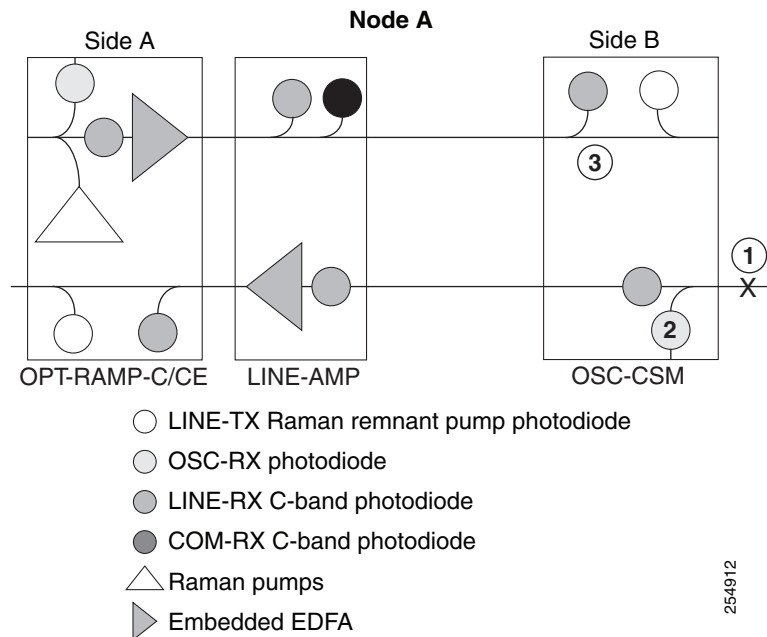 Node A
Side A
Side B
3
1
X
2
OPT-RAMP-C/CE
LINE-AMP
OSC-CSM
LINE-TX Raman remnant pump photodiode
OSC-RX photodiode
LINE-RX C-band photodiode
COM-RX C-band photodiode
Raman pumps
Embedded EDFA
254912